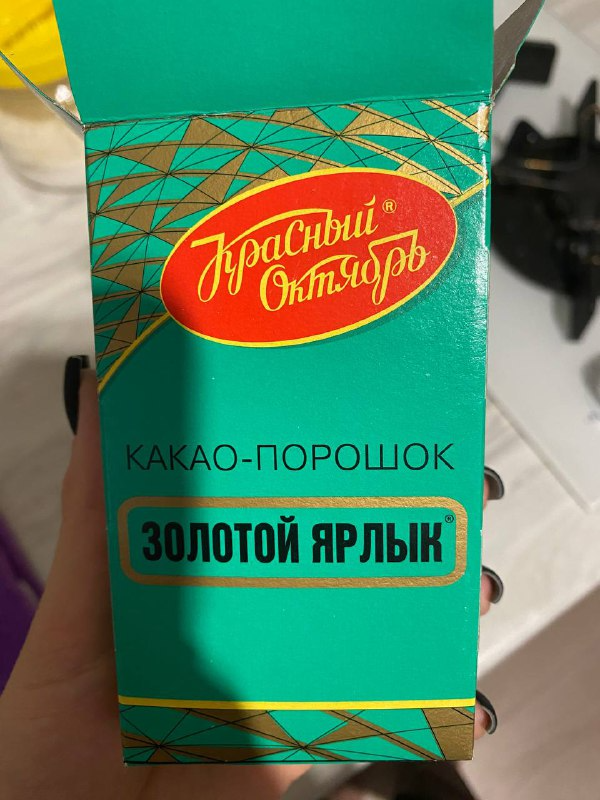 Красный ®
Октябрь
КАКАО-ПОРОШОК
ЗОЛОТОЙ ЯРЛЫК®